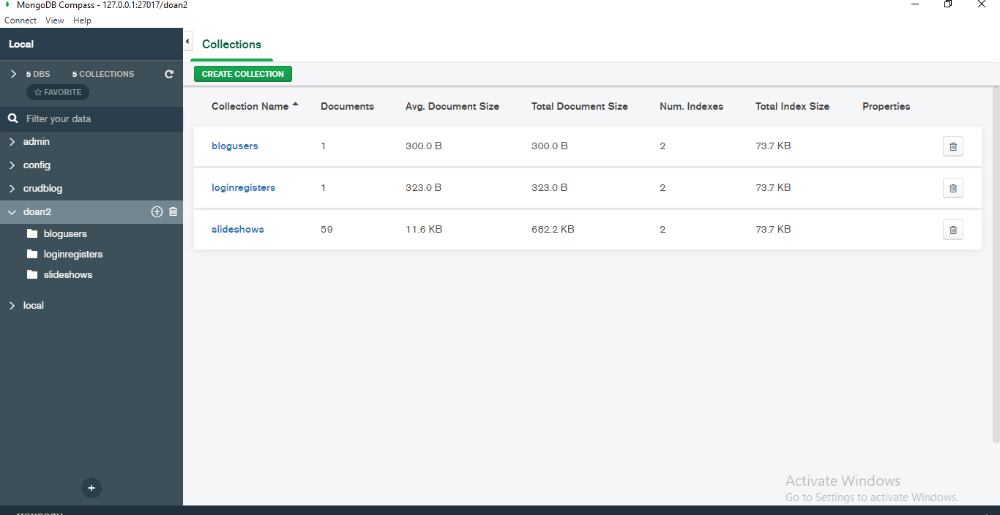 MongoDB Compass - 127.0.0.1:27017/doan2
Connect View Help
Local
5 DBS 5 COLLECTIONS
FAVORITE
Filter your data
admin
config
crudblog
doan2
blogusers
loginregisters
slideshows
local
Collections
CREATE COLLECTION
Collection Name Documents Avg. Document Size Total Document Size Num. Indexes Total Index Size Properties
blogusers 1 300.0 B 300.0 B 2 73.7 KB
loginregisters 1 323.0 B 323.0 B 2 73.7 KB
slideshows 59 11.6 KB 682.2 KB 2 73.7 KB
Activate Windows
Go to Settings to activate Windows.